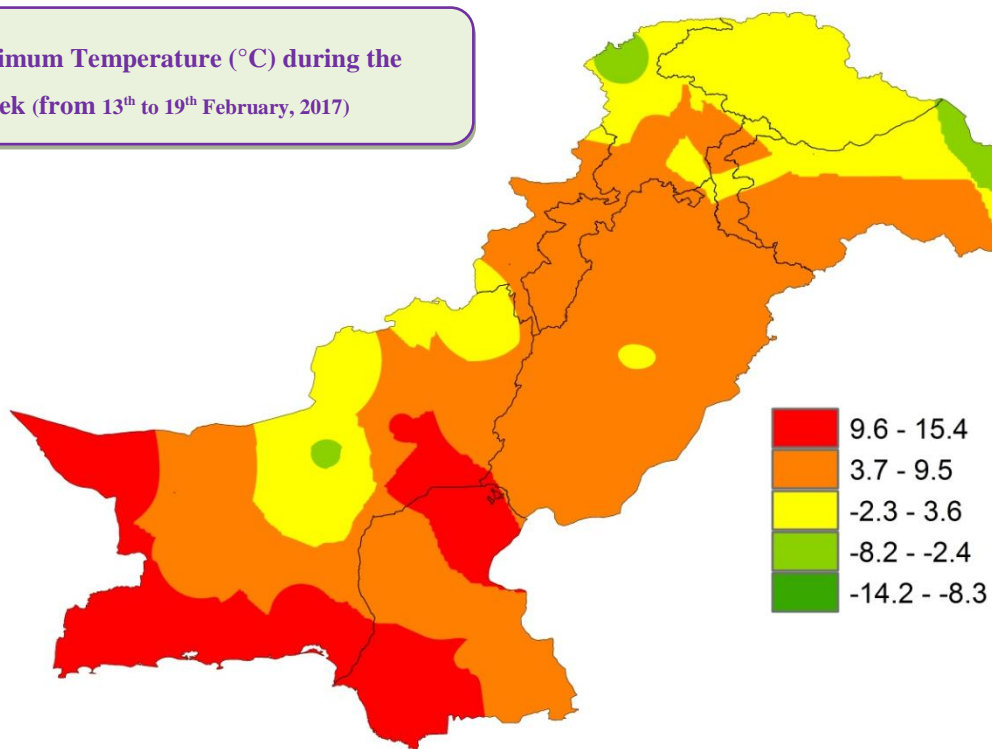 imum Temperature (°C) during the
ek (from 13th to 19th February, 2017)
9.6 - 15.4
3.7 - 9.5
-2.3 - 3.6
-8.2 - -2.4
-14.2 - -8.3